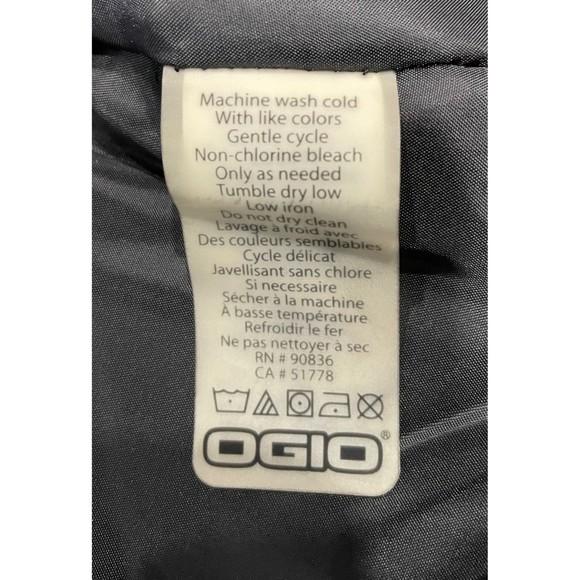 Machine wash cold
With like colors
Gentle cycle
Non-chlorine bleach
Only as needed
Tumble dry low
Low iron
Do not dry clean
Lavage à froid avec
Des couleurs semblables
Cycle délicat
Javellisant sans chlore
Si necessaire
Sécher à la machine
À basse température
Refroidir le fer
Ne pas nettoyer à sec
RN # 90836
CA # 51778
OGIO®